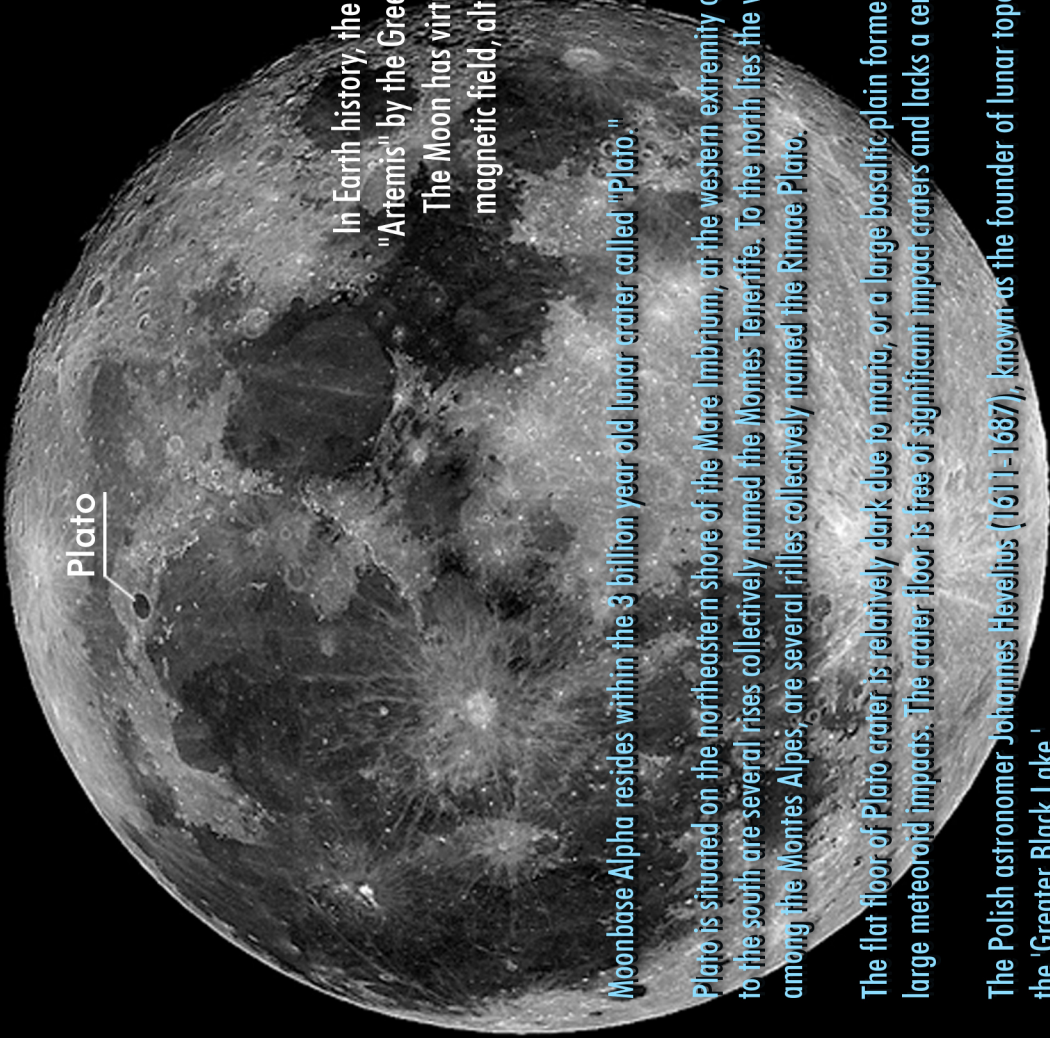 Plato
In Earth history, the
"Artemis" by the Gree
The Moon has virt
magnetic field, alt
Moonbase Alpha resides within the 3 billion year old lunar crater called "Plato."
Plato is situated on the northeastern shore of the Mare Imbrium, at the western extremity o
to the south are several rises collectively named the Montes Teneriffe. To the north lies the v
among the Montes Alpes, are several rilles collectively named the Rimae Plato.
The flat floor of Plato crater is relatively dark due to maria, or a large basaltic plain forme
large meteoroid impacts. The crater floor is free of significant impact craters and lacks a cen
The Polish astronomer Johannes Hevelius (1611-1687), known as the founder of lunar topo
the 'Greater Black Lake.'